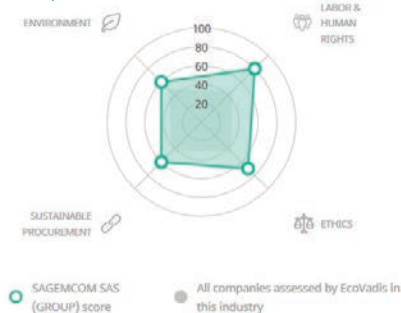 ENVIRONMENT
LABOR &
HUMAN
RIGHTS
100
80
60
40
20
SUSTAINABLE
PROCUREMENT
ETHICS
SAGEMCOM SAS
(GROUP) score
All companies assessed by EcoVadis in
this industry